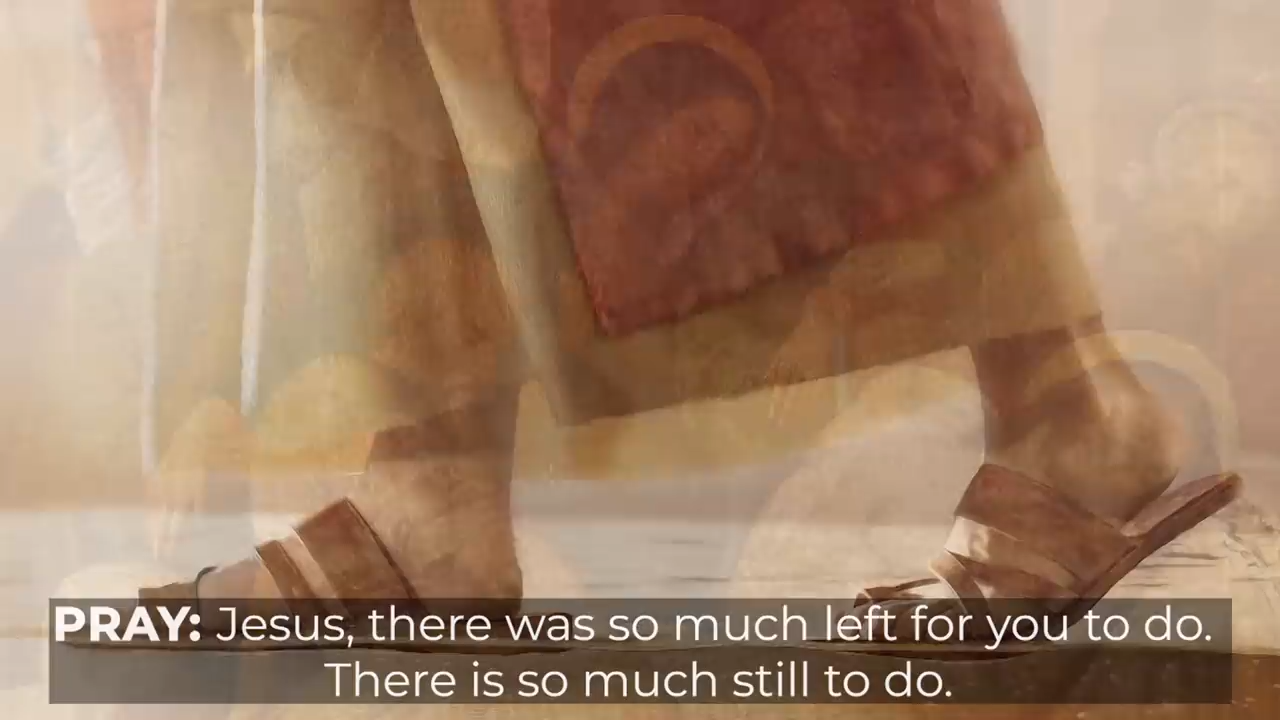 PRAY: Jesus, there was so much left for you to do.
There is so much still to do.